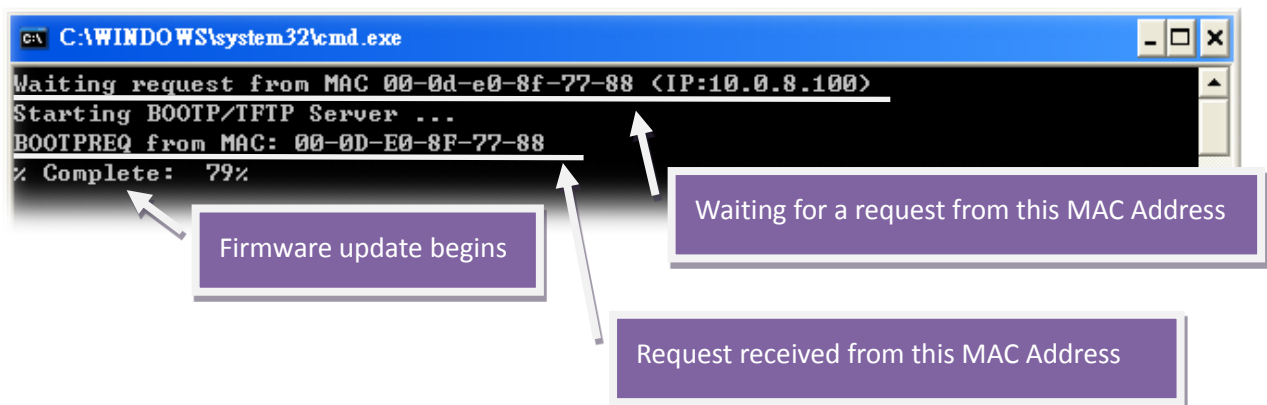 C:\WINDOWS\system32\cmd.exe
Waiting request from MAC 00-0d-e0-8f-77-88 (IP:10.0.8.100)
Starting BOOTP/TFTP Server ...
BOOTPREQ from MAC: 00-0D-E0-8F-77-88
% Complete: 79%
Waiting for a request from this MAC Address
Firmware update begins
Request received from this MAC Address